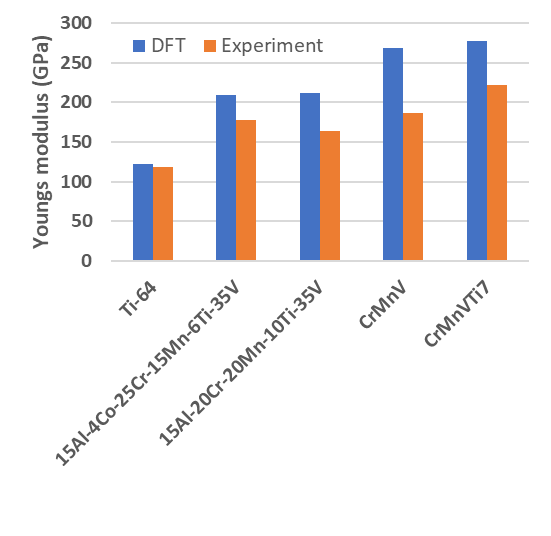 Youngs modulus (GPa)
300
250
200
150
100
50
0
DFT
Experiment
Ti-64
15Al-4Co-25Cr-15Mn-6Ti-35V
15Al-20Cr-20Mn-10Ti-35V
CrMnV
CrMnVTi7